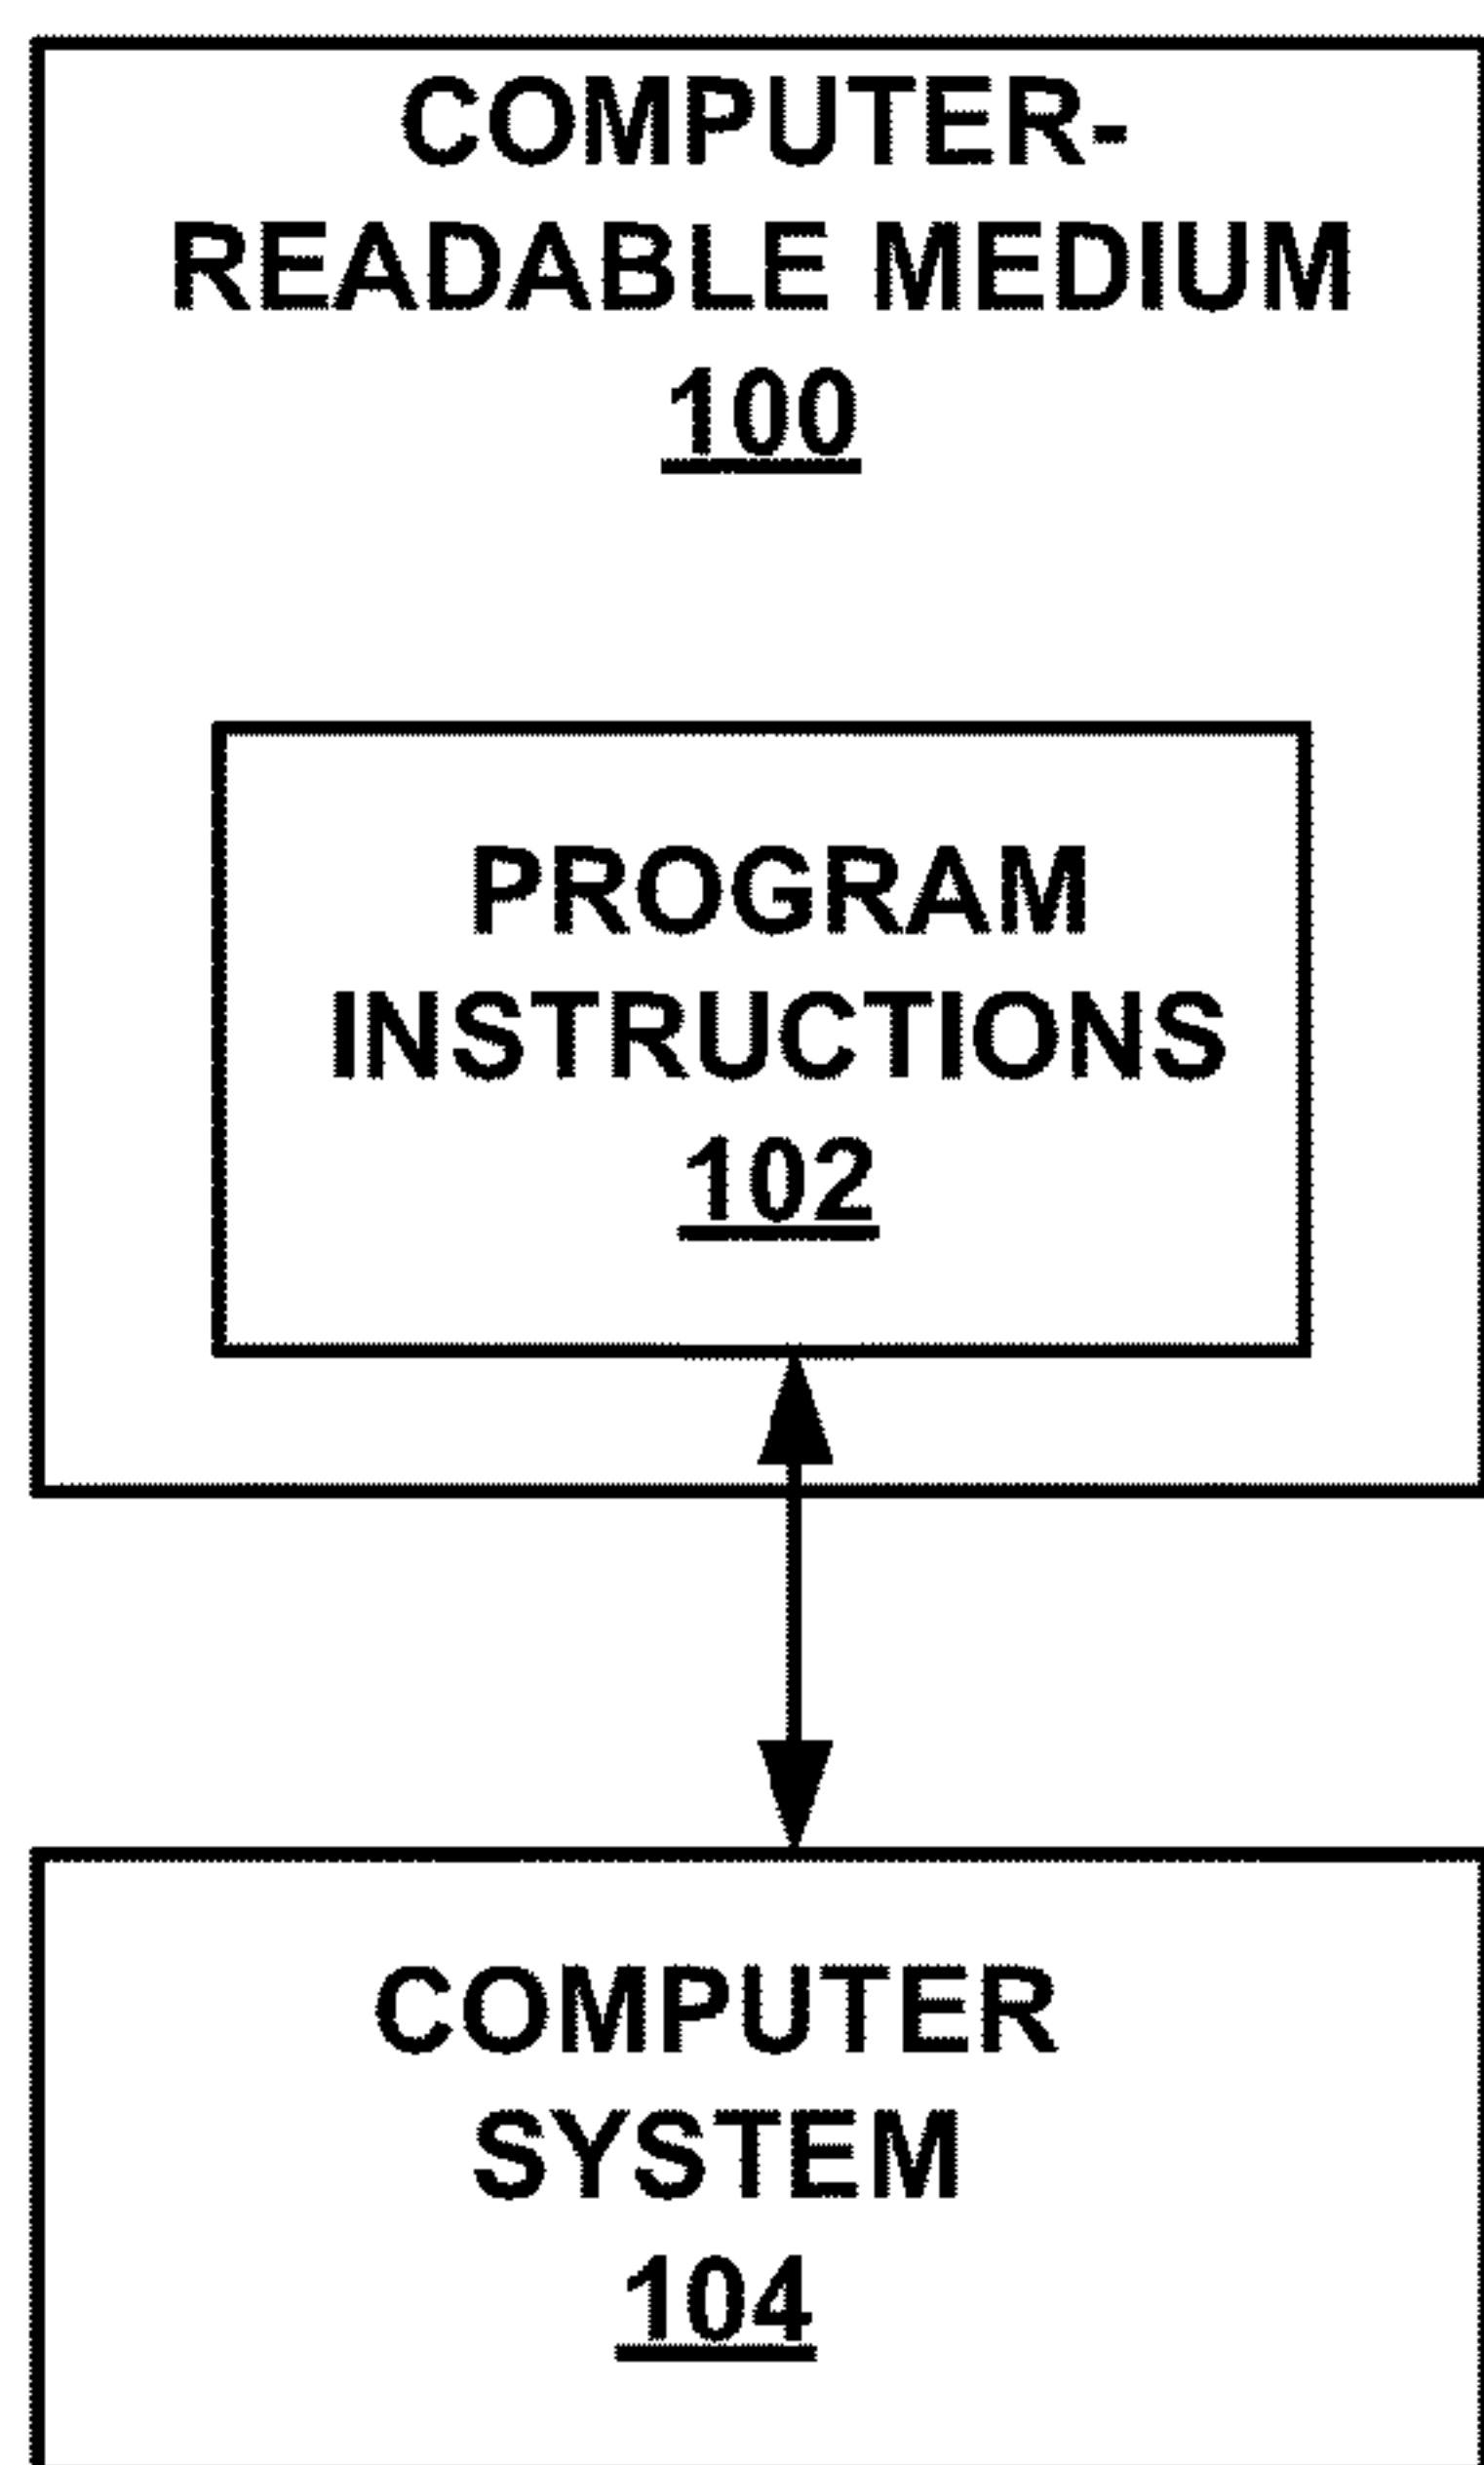 COMPUTER-
READABLE MEDIUM
100
PROGRAM
INSTRUCTIONS
102
COMPUTER
SYSTEM
104